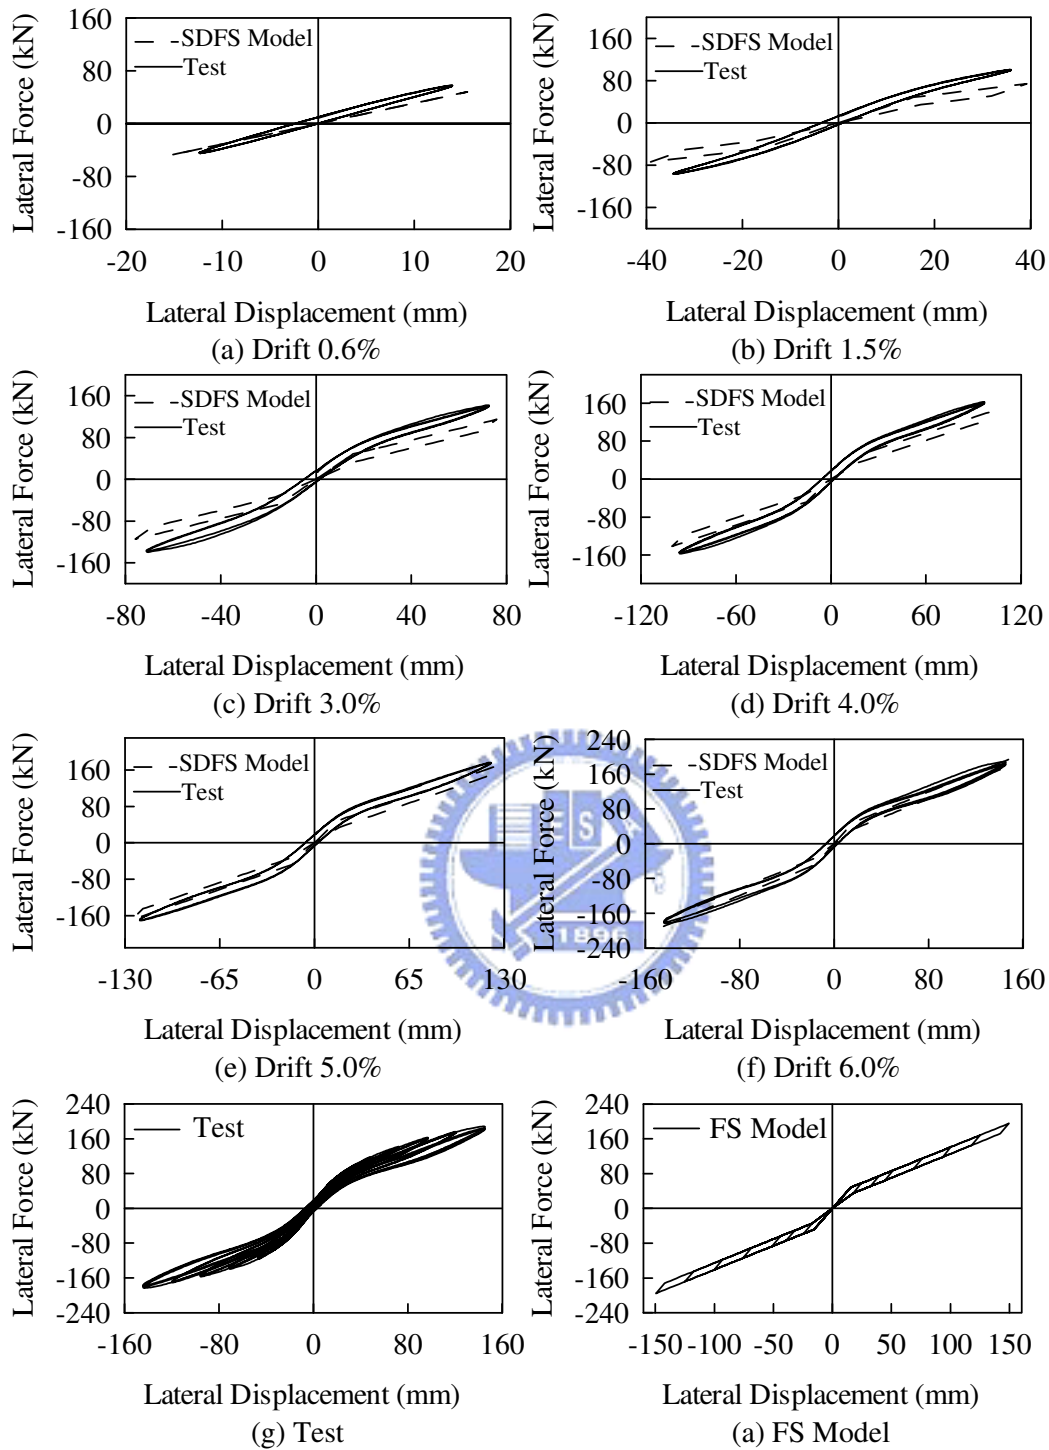 Lateral Force (kN)
160
80
0
-80
-160
- -SDFS Model
Test
-20 -10 0 10 20
Lateral Displacement (mm)
(a) Drift 0.6%
Lateral Force (kN)
160
80
0
-80
-160
- -SDFS Model
Test
-40 -20 0 20 40
Lateral Displacement (mm)
(b) Drift 1.5%
Lateral Force (kN)
160
80
0
-80
-160
- -SDFS Model
Test
-80 -40 0 40 80
Lateral Displacement (mm)
(c) Drift 3.0%
Lateral Force (kN)
160
80
0
-80
-160
- -SDFS Model
Test
-120 -60 0 60 120
Lateral Displacement (mm)
(d) Drift 4.0%
Lateral Force (kN)
160
80
0
-80
-160
- -SDFS Model
Test
-130 -65 0 65 130
Lateral Displacement (mm)
(e) Drift 5.0%
Lateral Force (kN)
240
160
80
0
-80
-160
-240
- -SDFS Model
Test
-160 -80 0 80 160
Lateral Displacement (mm)
(f) Drift 6.0%
ES
1896
Lateral Force (kN)
240
160
80
0
-80
-160
-240
Test
-160 -80 0 80 160
Lateral Displacement (mm)
(g) Test
Lateral Force (kN)
240
160
80
0
-80
-160
-240
FS Model
-150 -100 -50 0 50 100 150
Lateral Displacement (mm)
(a) FS Model